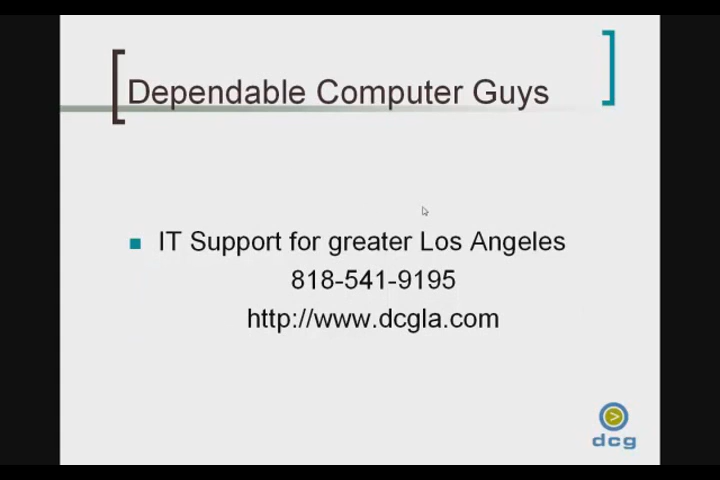 Dependable Computer Guys
IT Support for greater Los Angeles
818-541-9195
http://www.dcgla.com
dcg